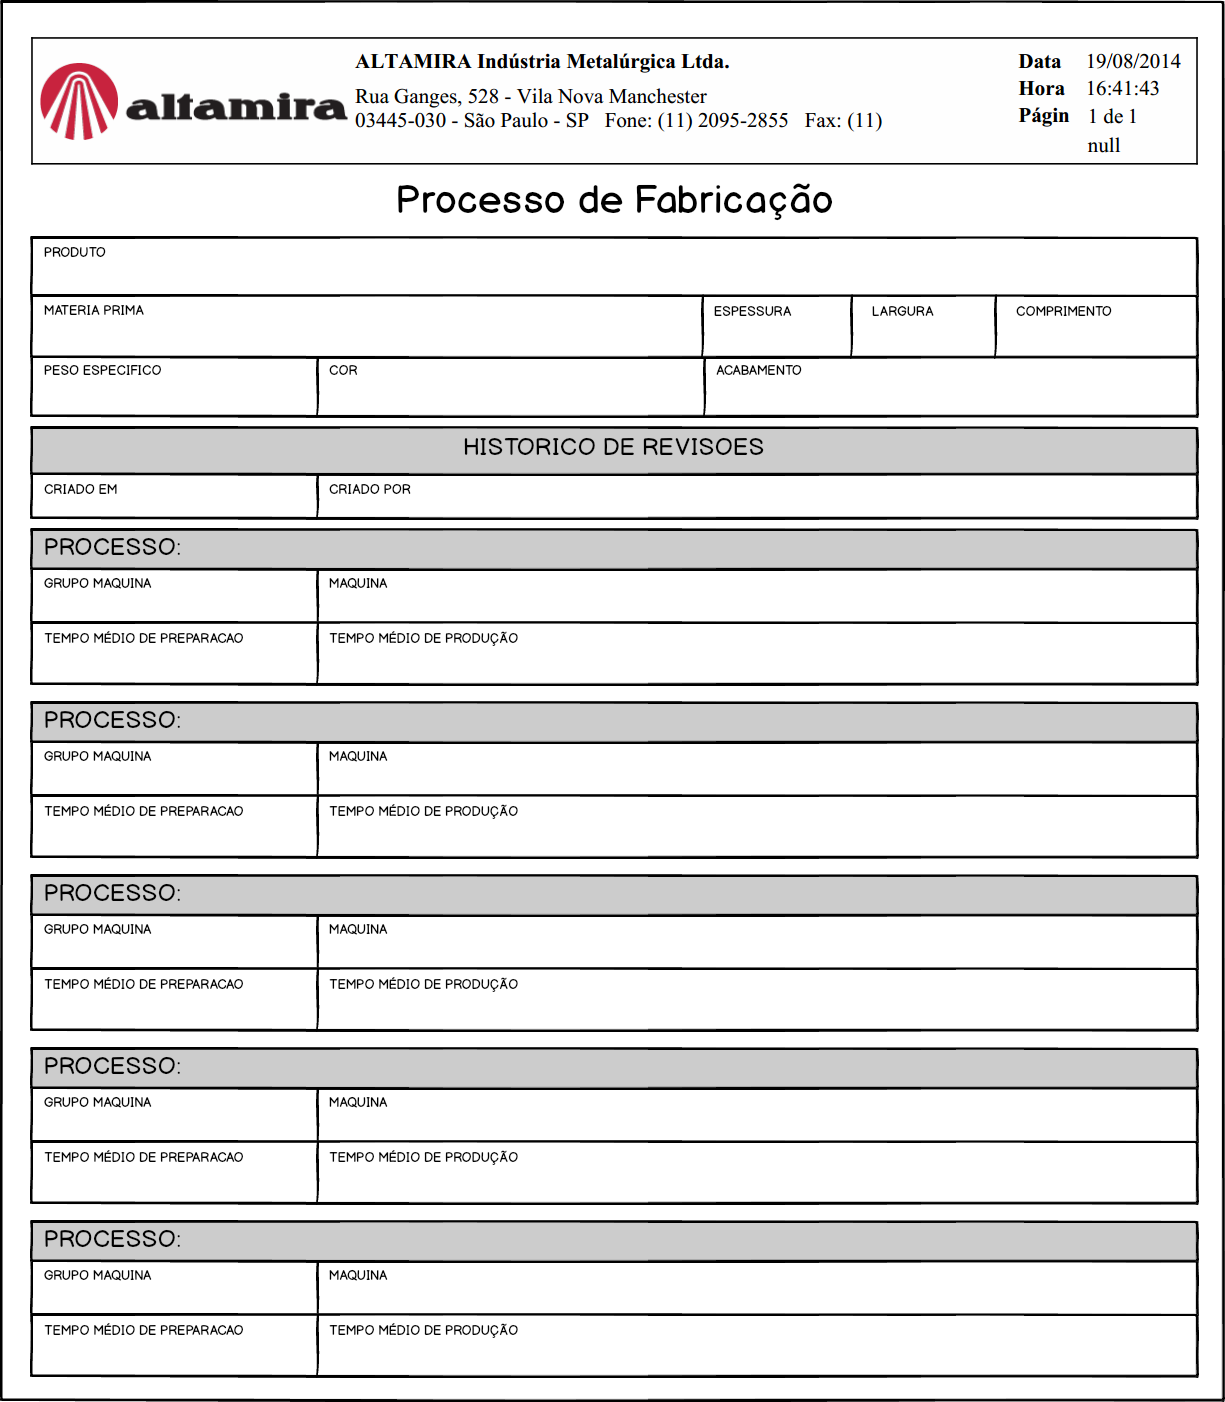 altamira
ALTAMIRA Indústria Metalúrgica Ltda.
Rua Ganges, 528 - Vila Nova Manchester
03445-030 - São Paulo - SP Fone: (11) 2095-2855 Fax: (11)
Data 19/08/2014
Hora 16:41:43
Págin 1 de 1
null
Processo de Fabricação
PRODUTO
MATERIA PRIMA ESPESSURA LARGURA COMPRIMENTO
PESO ESPECIFICO COR ACABAMENTO
HISTORICO DE REVISOES
CRIADO EM CRIADO POR
PROCESSO:
GRUPO MAQUINA MAQUINA
TEMPO MÉDIO DE PREPARACAO TEMPO MÉDIO DE PRODUÇÃO
PROCESSO:
GRUPO MAQUINA MAQUINA
TEMPO MÉDIO DE PREPARACAO TEMPO MÉDIO DE PRODUÇÃO
PROCESSO:
GRUPO MAQUINA MAQUINA
TEMPO MÉDIO DE PREPARACAO TEMPO MÉDIO DE PRODUÇÃO
PROCESSO:
GRUPO MAQUINA MAQUINA
TEMPO MÉDIO DE PREPARACAO TEMPO MÉDIO DE PRODUÇÃO
PROCESSO:
GRUPO MAQUINA MAQUINA
TEMPO MÉDIO DE PREPARACAO TEMPO MÉDIO DE PRODUÇÃO